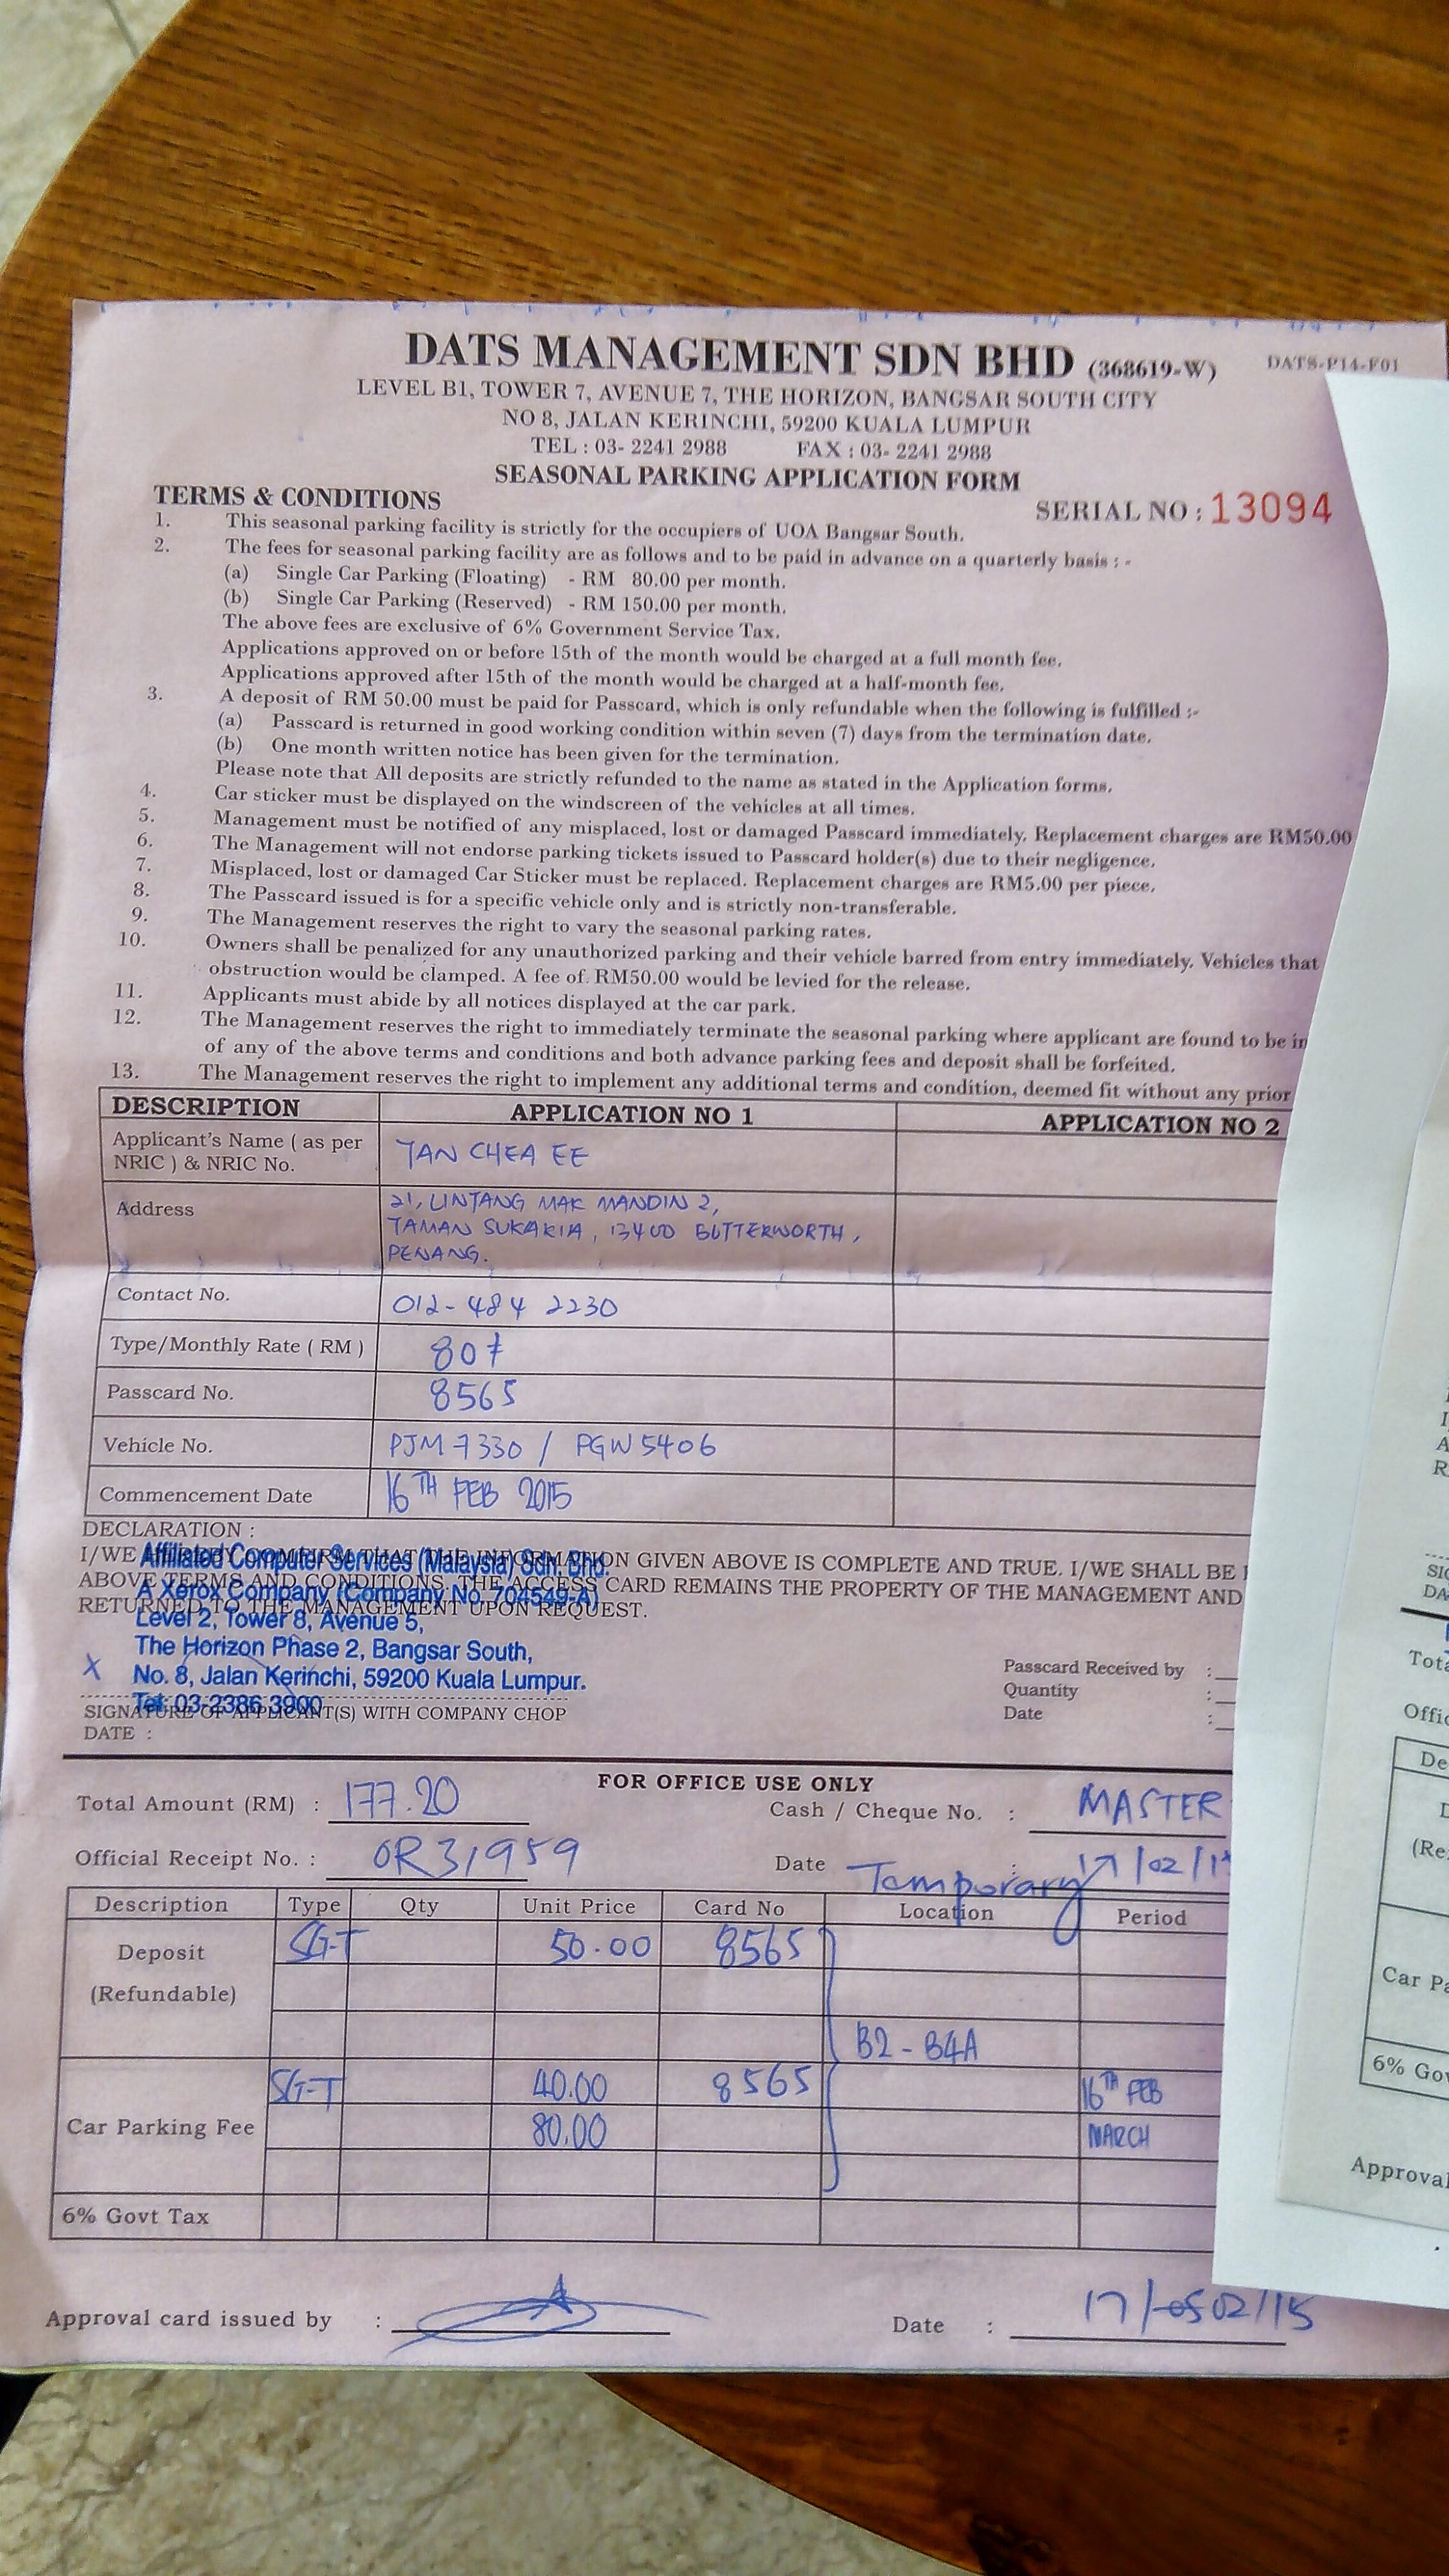 DATS MANAGEMENT SDN BHD (368619-W) DATS-P14-F01
LEVEL B1, TOWER 7, AVENUE 7, THE HORIZON, BANGSAR SOUTH CITY
NO 8, JALAN KERINCHI, 59200 KUALA LUMPUR
TEL : 03- 2241 2988 FAX : 03- 2241 2988
SEASONAL PARKING APPLICATION FORM
TERMS & CONDITIONS SERIAL NO : 13094
1. This seasonal parking facility is strictly for the occupiers of UOA Bangsar South.
2. The fees for seasonal parking facility are as follows and to be paid in advance on a quarterly basis : -
(a) Single Car Parking (Floating) - RM 80.00 per month.
(b) Single Car Parking (Reserved) - RM 150.00 per month.
The above fees are exclusive of 6% Government Service Tax.
Applications approved on or before 15th of the month would be charged at a full month fee.
Applications approved after 15th of the month would be charged at a half-month fee.
3. A deposit of RM 50.00 must be paid for Passcard, which is only refundable when the following is fulfilled :-
(a) Passcard is returned in good working condition within seven (7) days from the termination date.
(b) One month written notice has been given for the termination.
Please note that All deposits are strictly refunded to the name as stated in the Application forms.
4. Car sticker must be displayed on the windscreen of the vehicles at all times.
5. Management must be notified of any misplaced, lost or damaged Passcard immediately. Replacement charges are RM50.00
6. The Management will not endorse parking tickets issued to Passcard holder(s) due to their negligence.
7. Misplaced, lost or damaged Car Sticker must be replaced. Replacement charges are RM5.00 per piece.
8. The Passcard issued is for a specific vehicle only and is strictly non-transferable.
9. The Management reserves the right to vary the seasonal parking rates.
10. Owners shall be penalized for any unauthorized parking and their vehicle barred from entry immediately. Vehicles that
obstruction would be clamped. A fee of RM50.00 would be levied for the release.
11. Applicants must abide by all notices displayed at the car park.
12. The Management reserves the right to immediately terminate the seasonal parking where applicant are found to be in
of any of the above terms and conditions and both advance parking fees and deposit shall be forfeited.
13. The Management reserves the right to implement any additional terms and condition, deemed fit without any prior
DESCRIPTION APPLICATION NO 1 APPLICATION NO 2
Applicant's Name ( as per NRIC ) & NRIC No. TAN CHEA EE
Address 21, LINTANG MAK MANDIN 2,
TAMAN SUKARIA, 13400 BUTTERWORTH,
PENANG.
Contact No. 012-484 2230
Type/Monthly Rate ( RM ) 80/
Passcard No. 8565
Vehicle No. PJM 7330 / PGW 5406
Commencement Date 16TH FEB 2015
DECLARATION :
I/WE HEREBY CONFIRM THAT THE INFORMATION GIVEN ABOVE IS COMPLETE AND TRUE. I/WE SHALL BE
ABOVE TERMS AND CONDITIONS. THE ACCESS CARD REMAINS THE PROPERTY OF THE MANAGEMENT AND
RETURNED TO THE MANAGEMENT UPON REQUEST.
Affiliated Computer Services (Malaysia) Sdn. Bhd.
A Xerox Company (Company No. 704549-A)
Level 2, Tower 8, Avenue 5,
The Horizon Phase 2, Bangsar South,
X No. 8, Jalan Kerinchi, 59200 Kuala Lumpur.
Tel: 03-2386 3900
SIGNATURE OF APPLICANT(S) WITH COMPANY CHOP
DATE :
Passcard Received by :
Quantity :
Date :
FOR OFFICE USE ONLY
Total Amount (RM) : 177.20 Cash / Cheque No. : MASTER
Official Receipt No. : OR31959 Date : 17/02/1
Temporary
Description Type Qty Unit Price Card No Location Period
Deposit (Refundable) SG-T 50.00 8565
B2 - B4A
Car Parking Fee SG-T 40.00 8565 16TH FEB
80.00 MARCH
6% Govt Tax
Approval card issued by : Date : 17/02/15
Tota
Offic
De
(Re
Car Pa
6% Gov
Approval